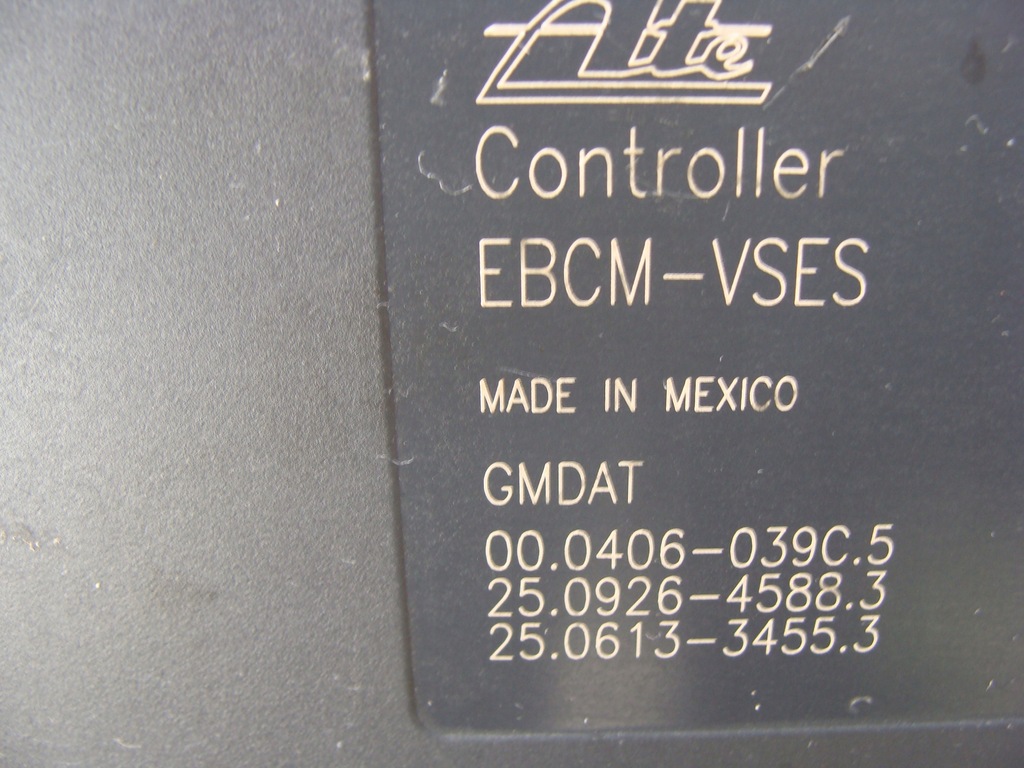 Ate
Controller
EBCM-VSES
MADE IN MEXICO
GMDAT
00.0406-039C.5
25.0926-4588.3
25.0613-3455.3